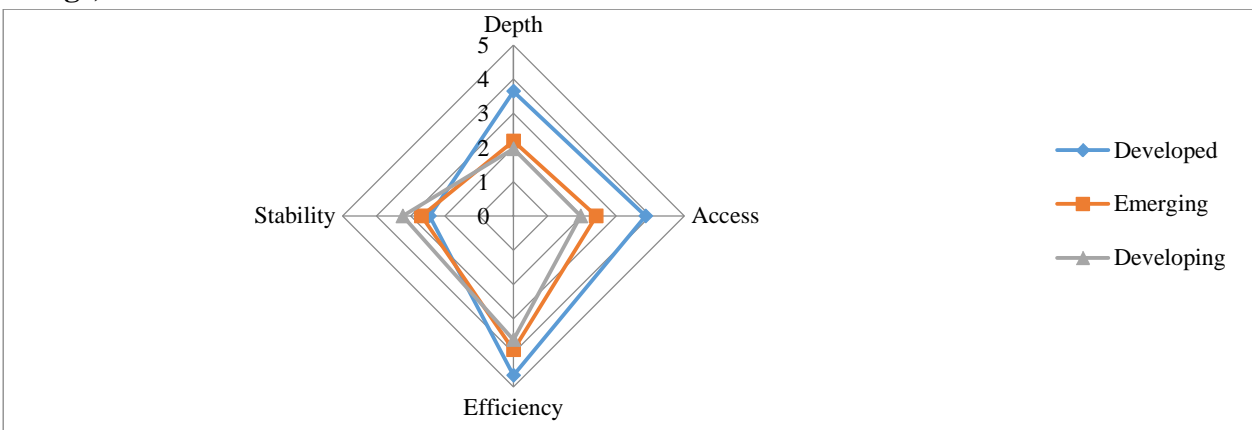 Depth
5
4
3
2
1
0
Stability
Access
Efficiency
Developed
Emerging
Developing